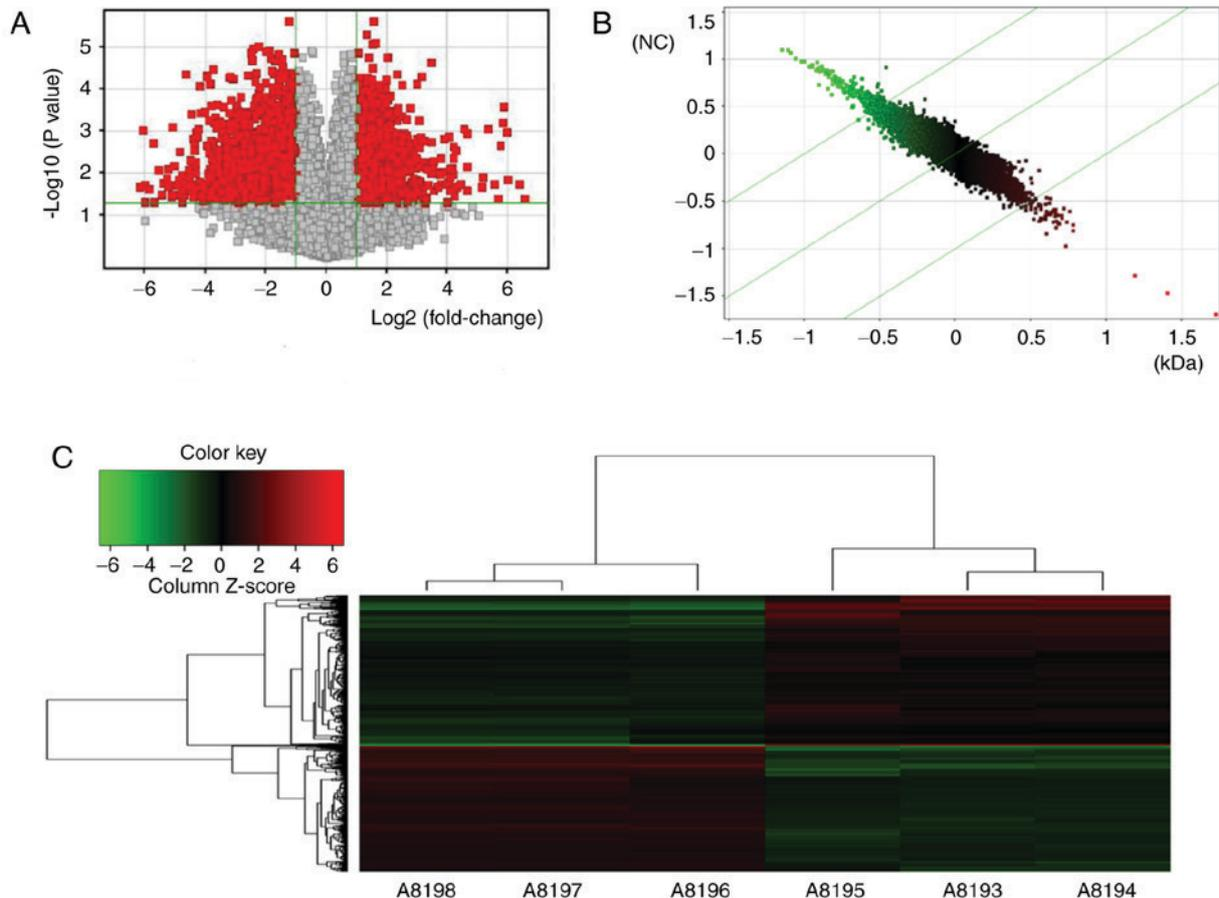 A
-Log10 (P value)
5
4
3
2
1
−6 −4 −2 0 2 4 6
Log2 (fold-change)
B
(NC)
1.5
1
0.5
0
−0.5
−1
−1.5
−1.5 −1 −0.5 0 0.5 1 1.5
(kDa)
C
Color key
−6 −4 −2 0 2 4 6
Column Z-score
A8198 A8197 A8196 A8195 A8193 A8194